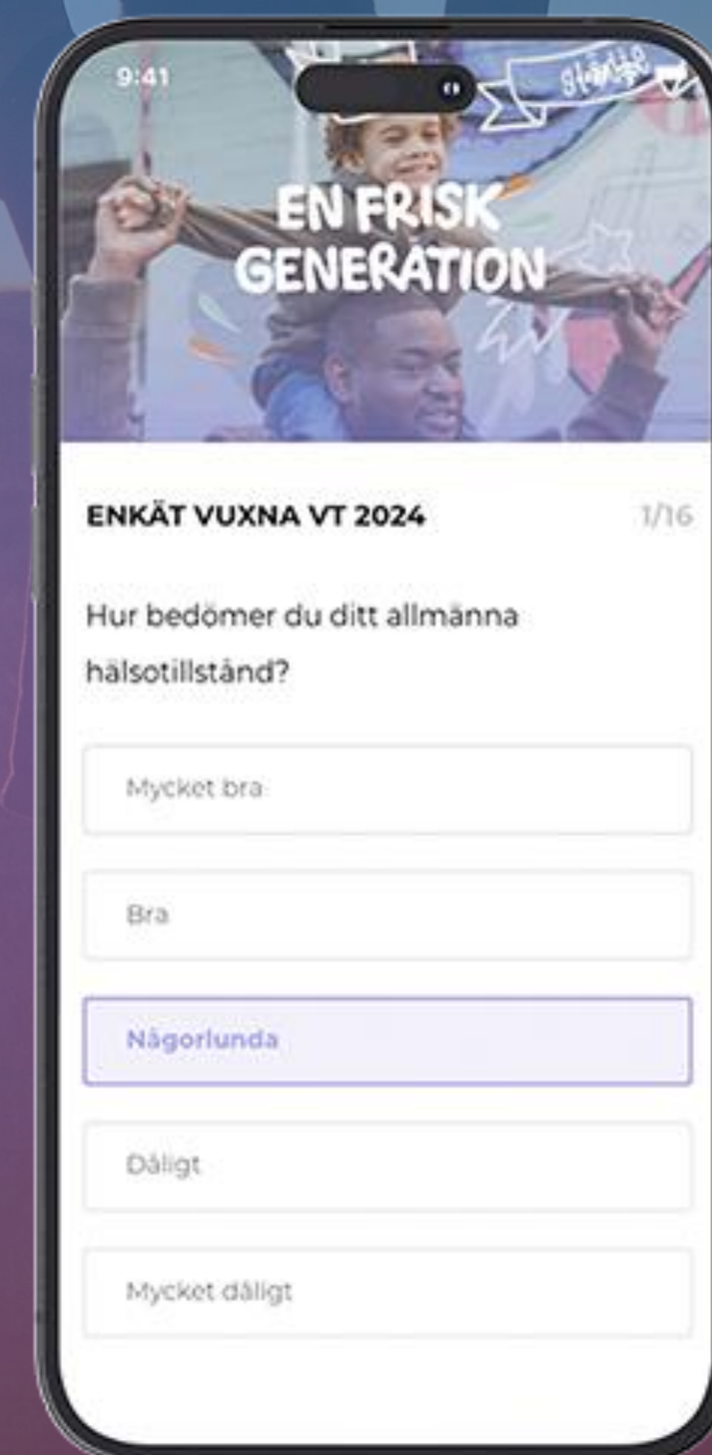 9:41
EN FRISK
GENERATION
ENKÄT VUXNA VT 2024
1/16
Hur bedömer du ditt allmänna
hälsotillstånd?
Mycket bra
Bra
Någorlunda
Dåligt
Mycket dåligt